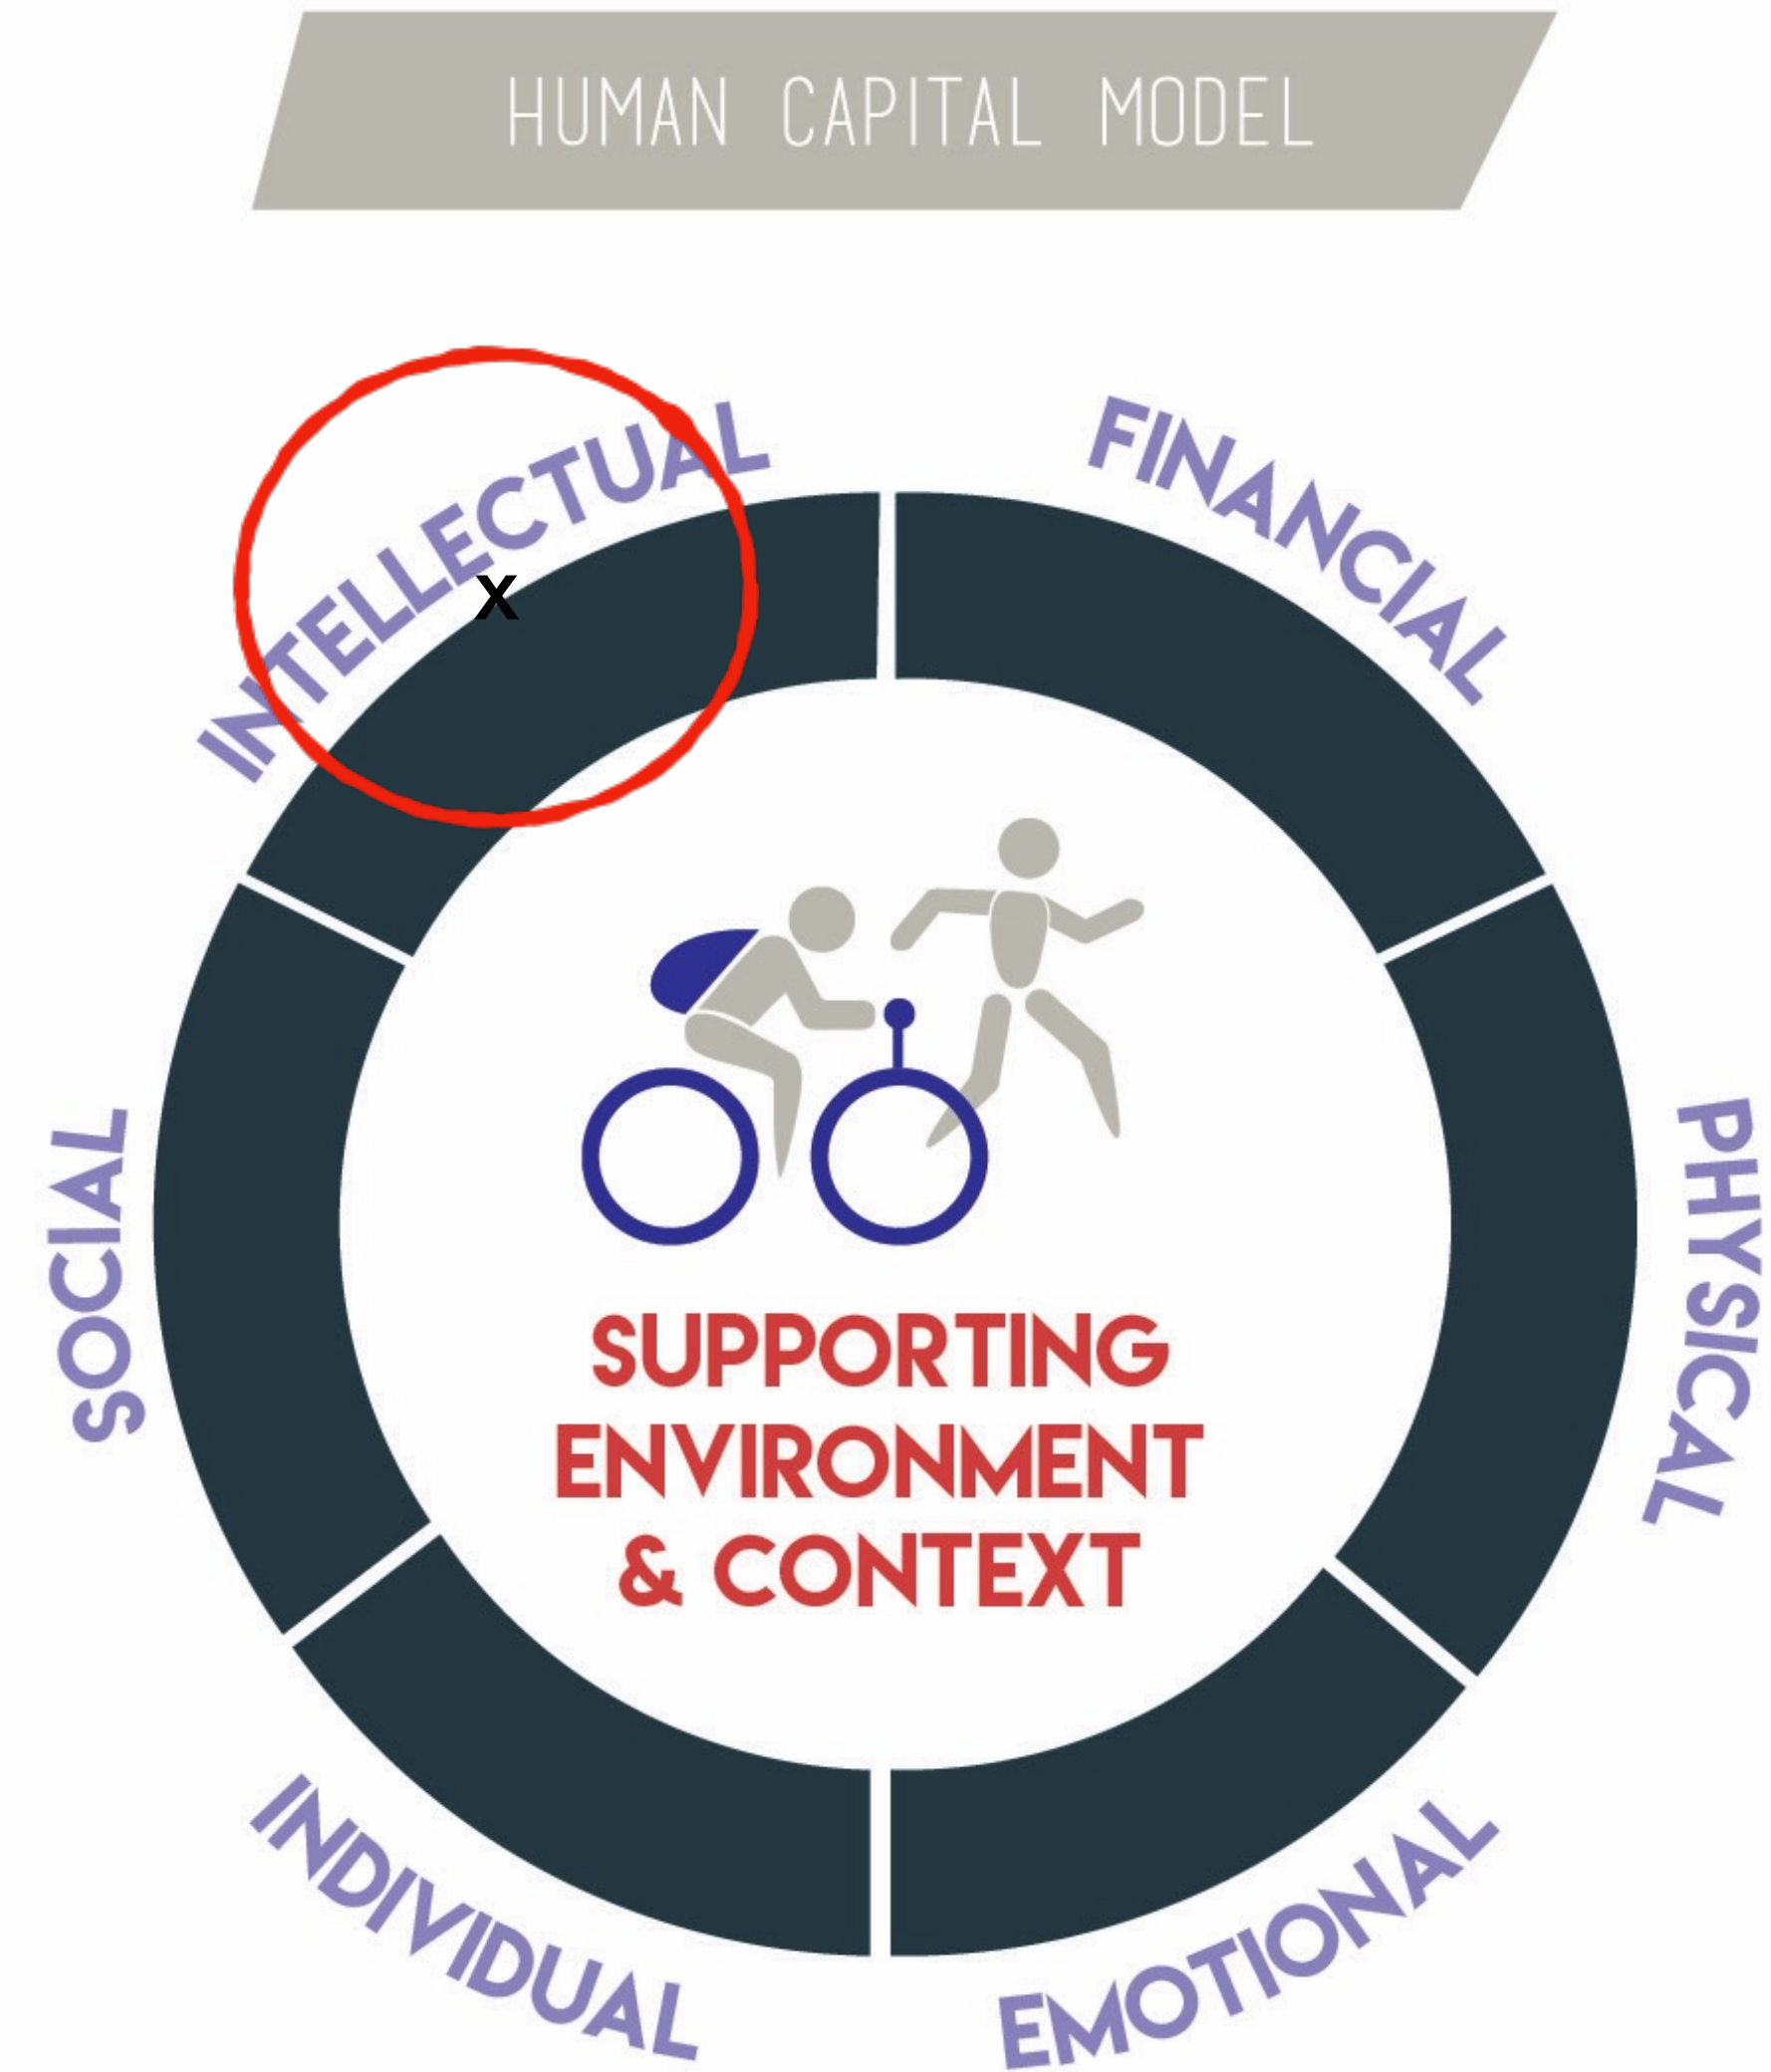 HUMAN CAPITAL MODEL
INTELLECTUAL
FINANCIAL
X
SOCIAL
PHYSICAL
SUPPORTING
ENVIRONMENT
& CONTEXT
INDIVIDUAL
EMOTIONAL